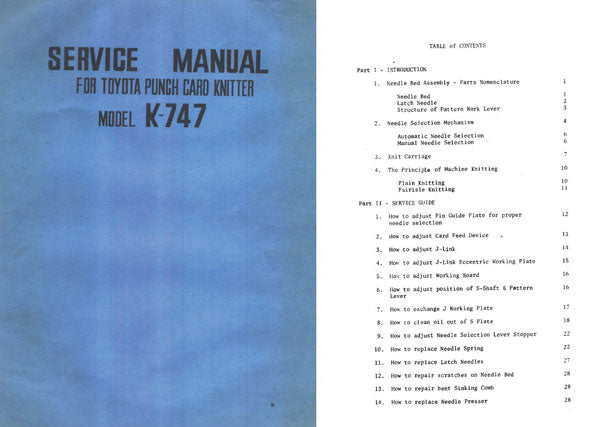 SERVICE MANUAL
FOR TOYOTA PUNCH CARD KNITTER
MODEL K-747
TABLE of CONTENTS
Part I - INTRODUCTION
1. Needle Bed Assembly - Parts Nomenclature 1
Needle Bed 1
Latch Needle 2
Structure of Pattern Work Lever 3
2. Needle Selection Mechanism 4
Automatic Needle Selection 6
Manual Needle Selection 6
3. Knit Carriage 7
4. The Principle of Machine Knitting 10
Plain Knitting 10
Fairisle Knitting 11
Part II - SERVICE GUIDE
1. How to adjust Pin Guide Plate for proper 12
needle selection
2. How to adjust Card Feed Device 13
3. How to adjust J-Link 14
4. How to adjust J-Link Eccentric Working Plate 15
5. How to adjust Working Board 16
6. How to adjust position of S-Shaft & Pattern 16
Lever
7. How to exchange J Working Plate 17
8. How to clean oil out of S Plate 18
9. How to adjust Needle Selection Lever Stopper 22
10. How to replace Needle Spring 22
11. How to replace Latch Needles 27
12. How to repair scratches on Needle Bed 28
13. How to repair bent Sinking Comb 28
14. How to replace Needle Presser 28